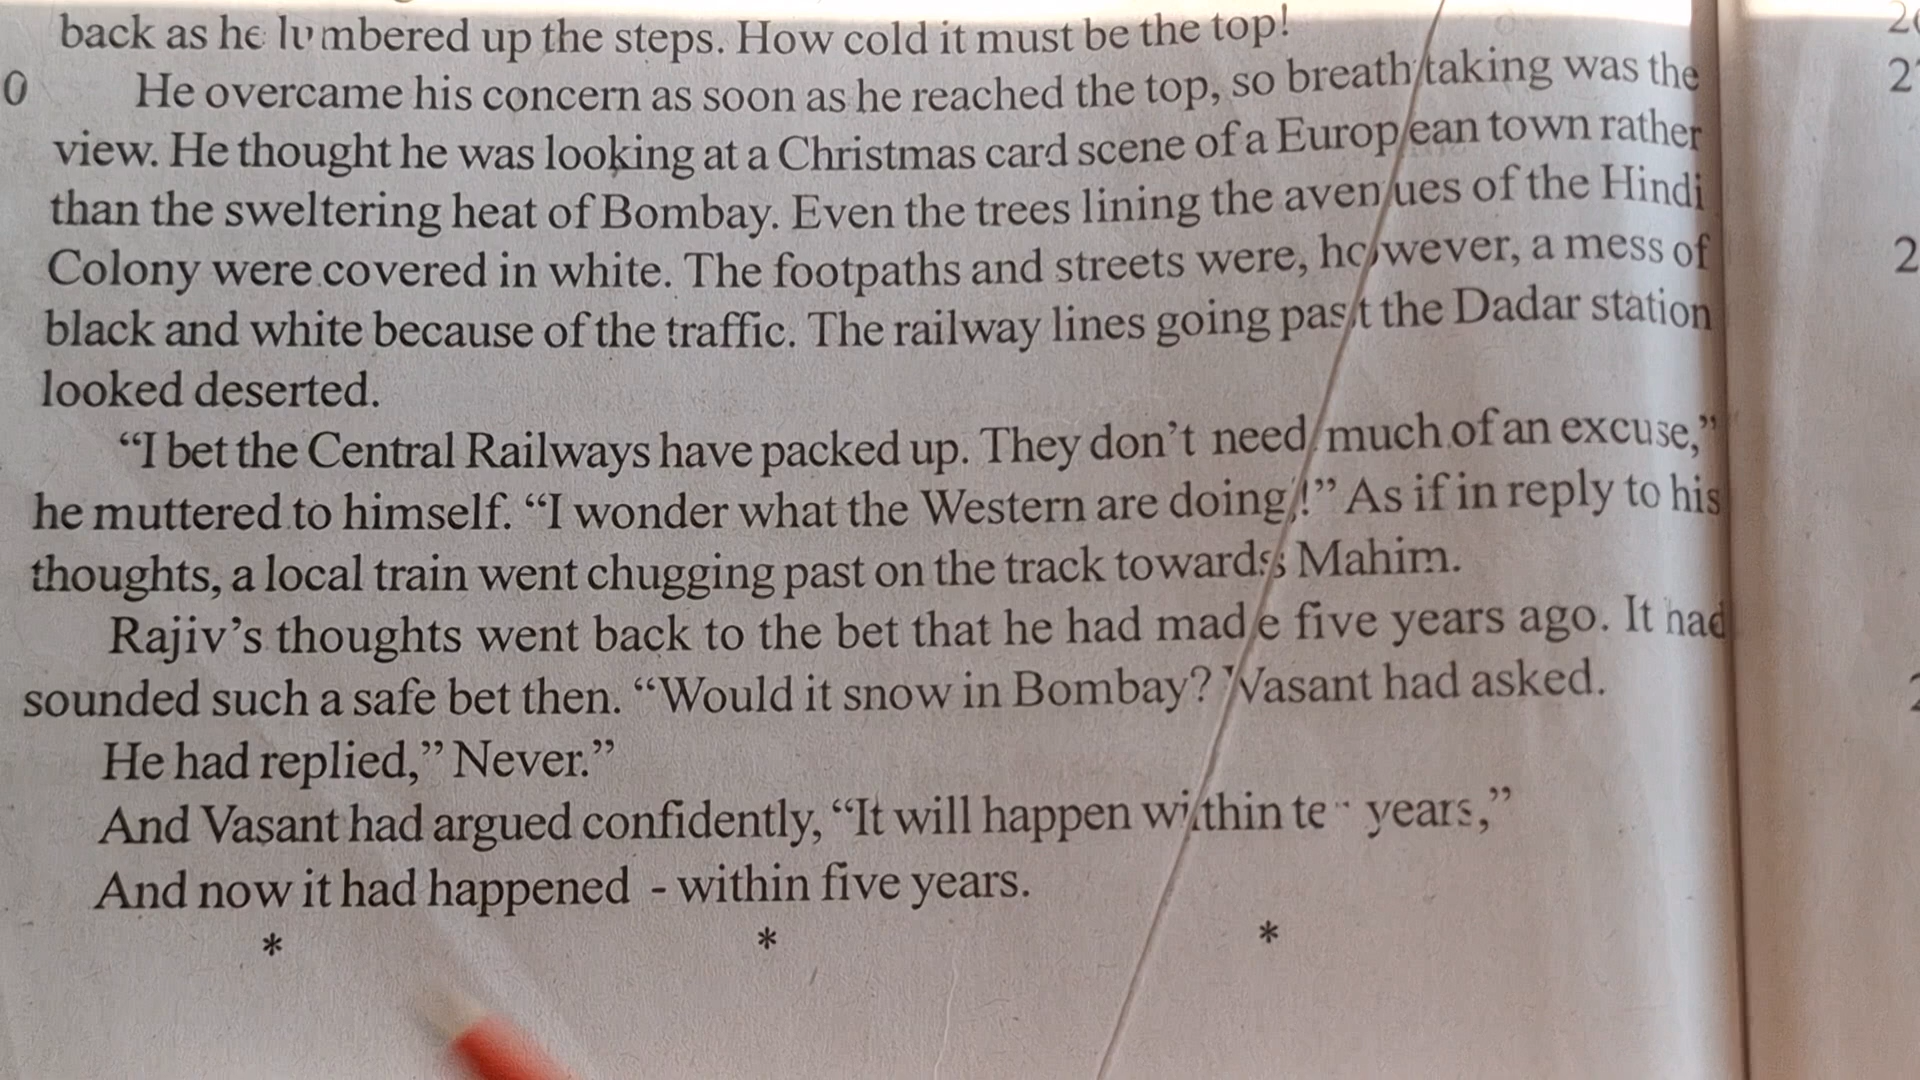 back as he lumbered up the steps. How cold it must be the top!
0 He overcame his concern as soon as he reached the top, so breathtaking was the
view. He thought he was looking at a Christmas card scene of a European town rather
than the sweltering heat of Bombay. Even the trees lining the avenues of the Hindi
Colony were covered in white. The footpaths and streets were, however, a mess of
black and white because of the traffic. The railway lines going past the Dadar station
looked deserted.
“I bet the Central Railways have packed up. They don’t need much of an excuse,”
he muttered to himself. “I wonder what the Western are doing!” As if in reply to his
thoughts, a local train went chugging past on the track towards Mahim.
Rajiv’s thoughts went back to the bet that he had made five years ago. It had
sounded such a safe bet then. “Would it snow in Bombay?’ Vasant had asked.
He had replied,” Never.”
And Vasant had argued confidently, “It will happen within years,”
And now it had happened - within five years.
* * *